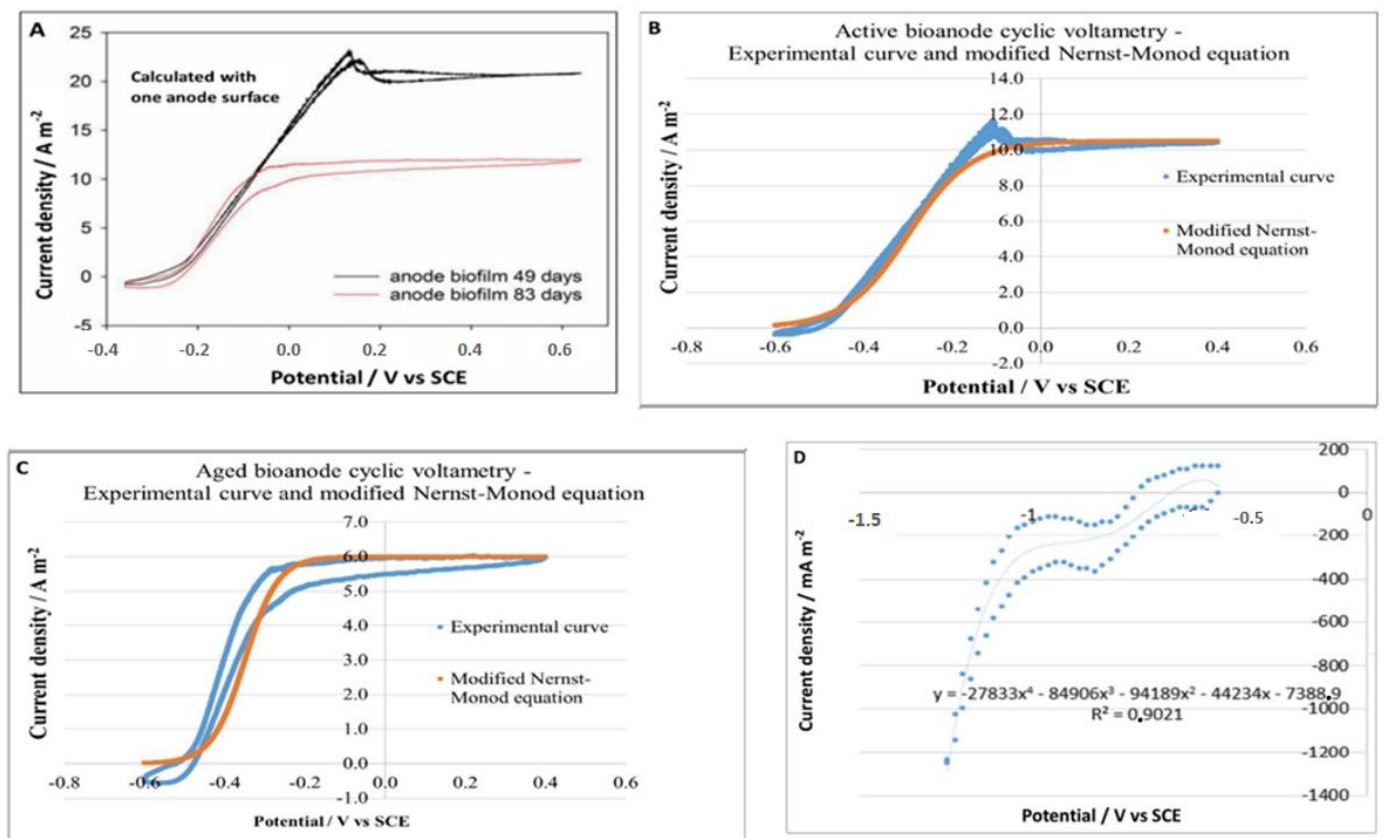 A
25
20
15
10
5
0
-5
Calculated with
one anode surface
anode biofilm 49 days
anode biofilm 83 days
-0.4 -0.2 0.0 0.2 0.4 0.6
Potential / V vs SCE
Current density / A m-2
B
Active bioanode cyclic voltametry -
Experimental curve and modified Nernst-Monod equation
14.0
12.0
10.0
8.0
6.0
4.0
2.0
0.0
-2.0
Experimental curve
Modified Nernst-
Monod equation
-0.8 -0.6 -0.4 -0.2 0.0 0.2 0.4 0.6
Potential / V vs SCE
Current density / A m-2
C
Aged bioanode cyclic voltametry -
Experimental curve and modified Nernst-Monod equation
7.0
6.0
5.0
4.0
3.0
2.0
1.0
0.0
-1.0
Experimental curve
Modified Nernst-
Monod equation
-0.8 -0.6 -0.4 -0.2 0.0 0.2 0.4 0.6
Potential / V vs SCE
Current density / A m-2
D
200
0
-200
-400
-600
-800
-1000
-1200
-1400
-1.5 -1 -0.5 0
y = -27833x4 - 84906x3 - 94189x2 - 44234x - 7388.9
R2 = 0.9021
Potential / V vs SCE
Current density / mA m-2